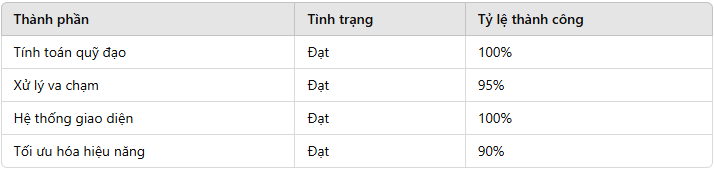 Thành phần Tình trạng Tỷ lệ thành công
Tính toán quỹ đạo Đạt 100%
Xử lý va chạm Đạt 95%
Hệ thống giao diện Đạt 100%
Tối ưu hóa hiệu năng Đạt 90%